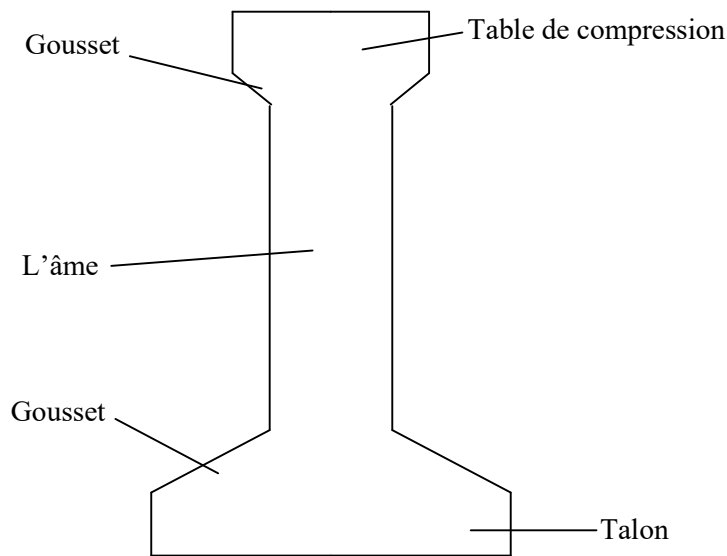 Table de compression
Gousset
L’âme
Gousset
Talon